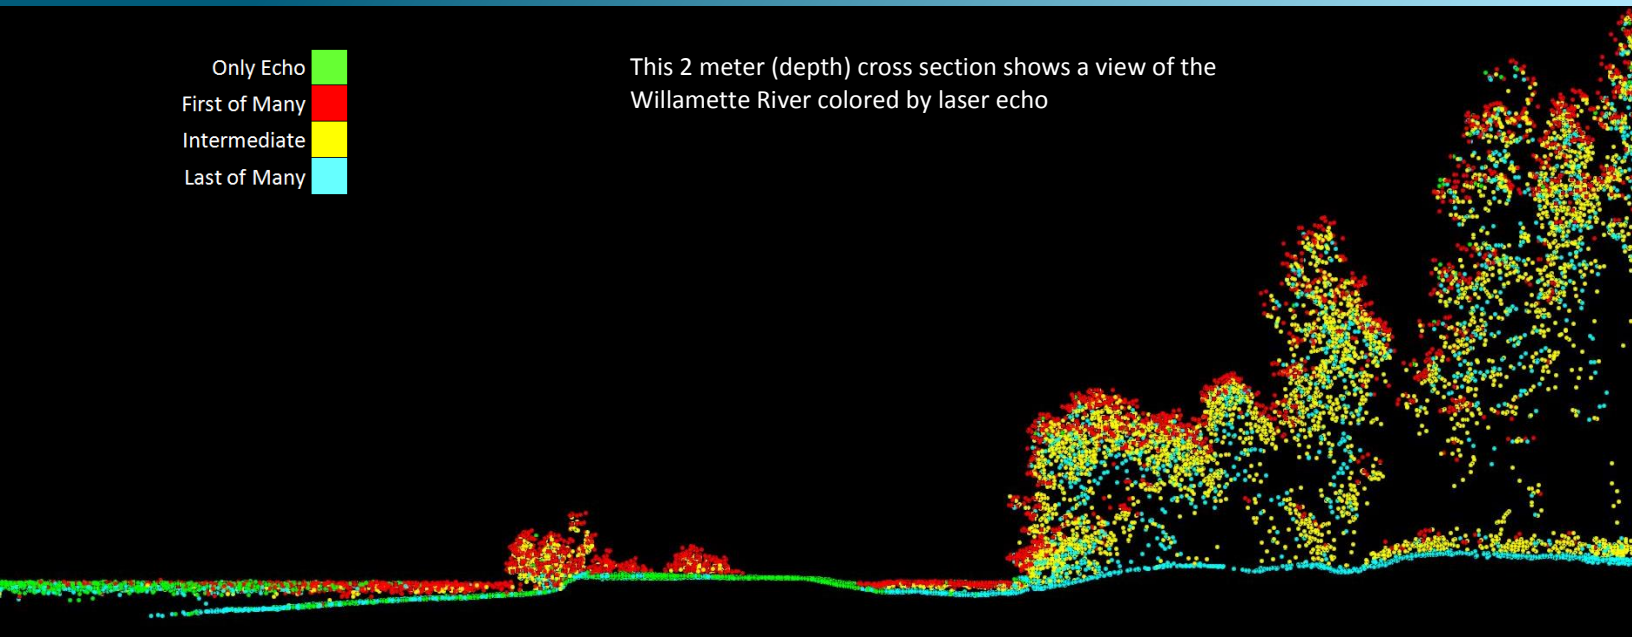 Only Echo
First of Many
Intermediate
Last of Many
This 2 meter (depth) cross section shows a view of the
Willamette River colored by laser echo